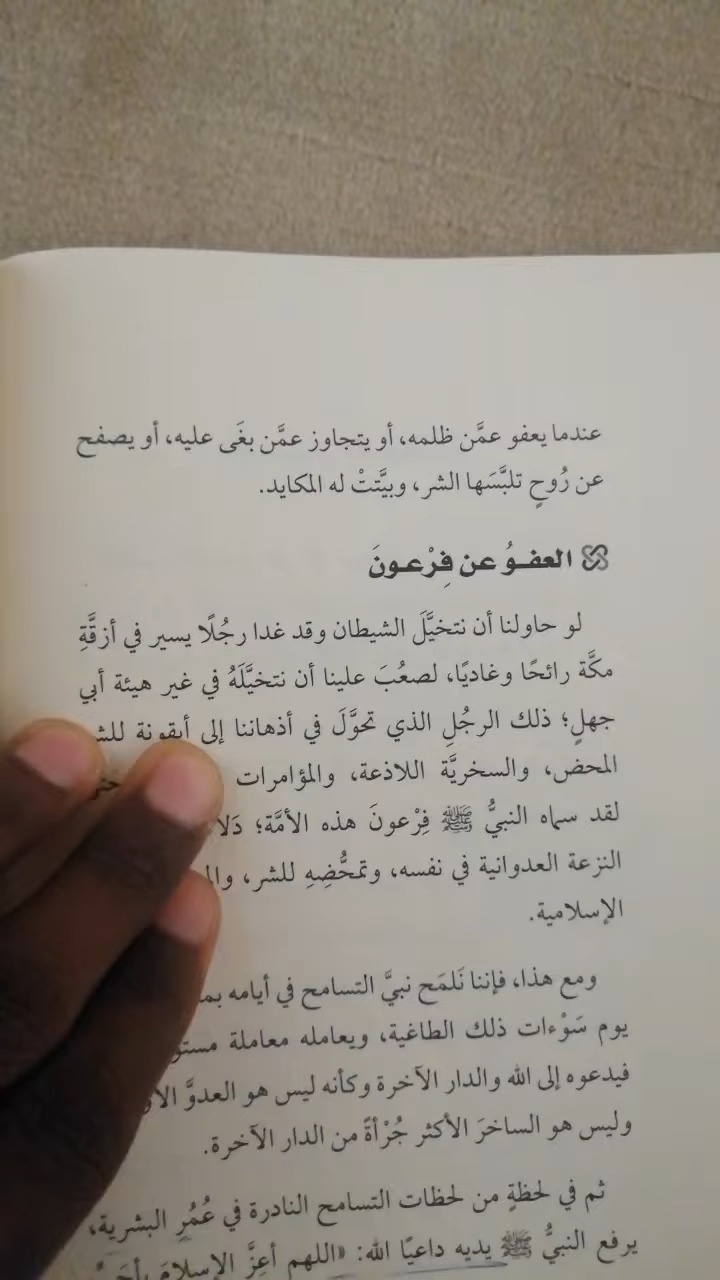 عندما يعفو عمَّن ظلمه، أو يتجاوز عمَّن بغَى عليه، أو يصفح
عن رُوحٍ تلبَّسَها الشر، وبيَّتتْ له المكايد.
العفـوُ عن فِرْعـونَ
لو حاولنا أن نتخيَّلَ الشيطان وقد غدا رجُلًا يسير في أزقَّةِ
مكَّة رائحًا وغاديًا، لصعُبَ علينا أن نتخيَّلَهُ في غير هيئة أبي
جهلٍ؛ ذلك الرجُلِ الذي تحوَّلَ في أذهاننا إلى أيقونة
المحض، والسخريَّة اللاذعة، والمؤامرات
لقد سماه النبيُّ ﷺ فِرْعونَ هذه الأمَّة؛
النزعة العدوانية في نفسه، وتمحُّضِهِ للشر،
الإسلامية.
ومع هذا، فإننا نَلمَح نبيَّ التسامح في أيامه
يوم سَوْءات ذلك الطاغية، ويعامله معاملة
فيدعوه إلى الله والدار الآخرة وكأنه ليس هو العدوَّ
وليس هو الساخرَ الأكثر جُرْأةً من الدار الآخرة.
ثم في لحظةٍ من لحظات التسامح النادرة في عُمُرِ البشرية،
يرفع النبيُّ ﷺ يديه داعيًا الله: «اللهم أعِزَّ الإسلامَ